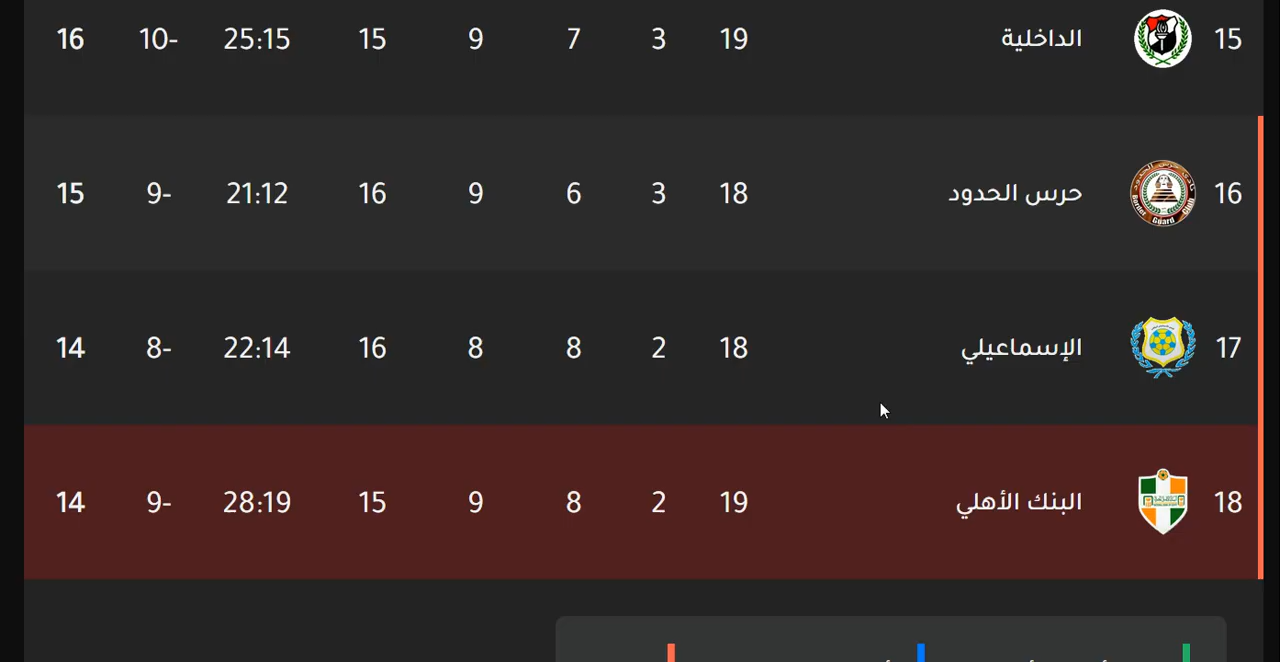 15 الداخلية 19 3 7 9 15 25:15 -10 16
16 حرس الحدود 18 3 6 9 16 21:12 -9 15
17 الإسماعيلي 18 2 8 8 16 22:14 -8 14
18 البنك الأهلي 19 2 8 9 15 28:19 -9 14